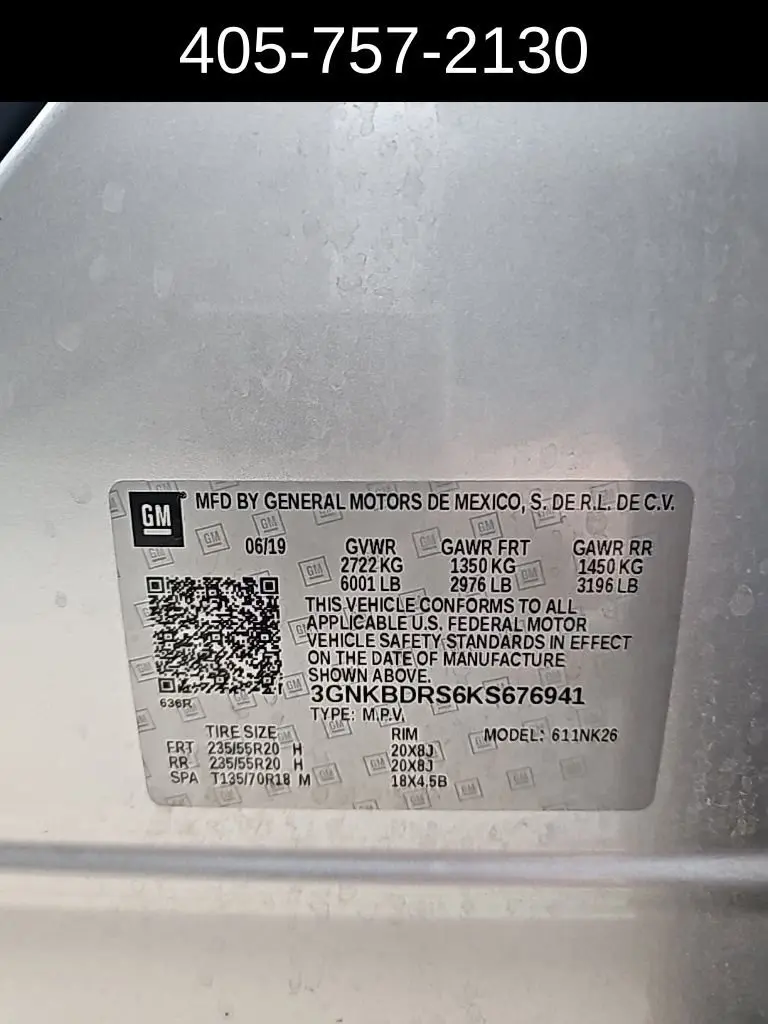 405-757-2130
GM
MFD BY GENERAL MOTORS DE MEXICO, S. DE R.L. DE C.V.
06/19 GVWR GAWR FRT GAWR RR
2722 KG 1350 KG 1450 KG
6001 LB 2976 LB 3196 LB
THIS VEHICLE CONFORMS TO ALL
APPLICABLE U.S. FEDERAL MOTOR
VEHICLE SAFETY STANDARDS IN EFFECT
ON THE DATE OF MANUFACTURE
SHOWN ABOVE.
3GNKBDRS6KS676941
636R
TYPE: M.P.V.
TIRE SIZE RIM MODEL: 611NK26
FRT 235/55R20 H 20X8J
RR 235/55R20 H 20X8J
SPA T135/70R18 M 18X4.5B